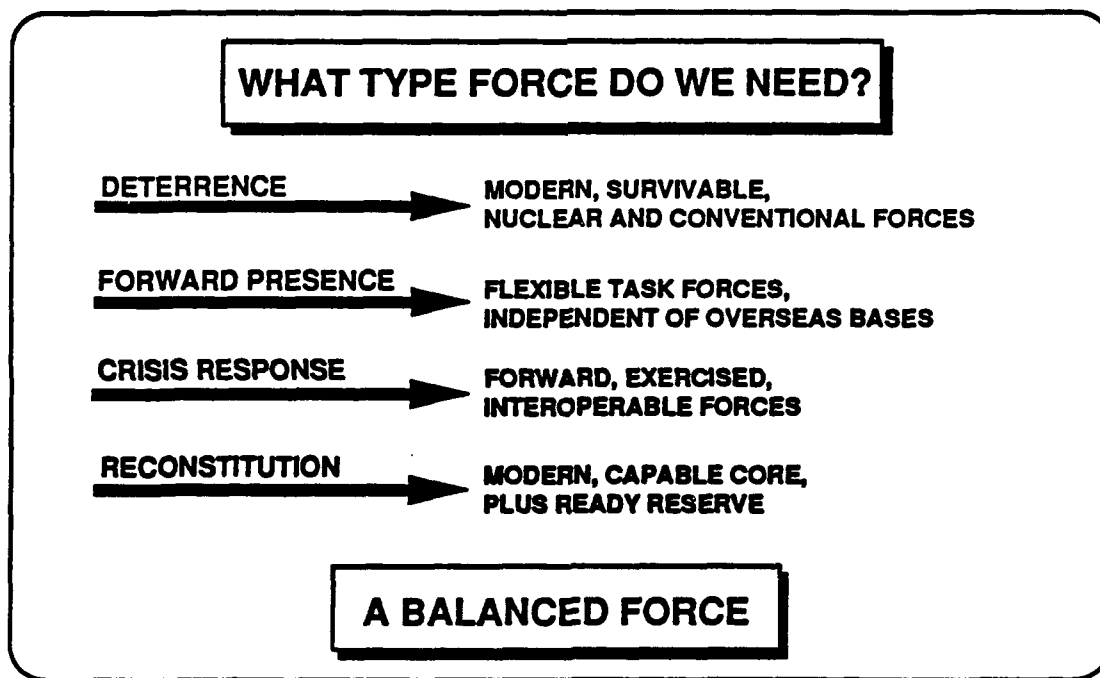 WHAT TYPE FORCE DO WE NEED?
DETERRENCE
MODERN, SURVIVABLE,
NUCLEAR AND CONVENTIONAL FORCES
FORWARD PRESENCE
FLEXIBLE TASK FORCES,
INDEPENDENT OF OVERSEAS BASES
CRISIS RESPONSE
FORWARD, EXERCISED,
INTEROPERABLE FORCES
RECONSTITUTION
MODERN, CAPABLE CORE,
PLUS READY RESERVE
A BALANCED FORCE